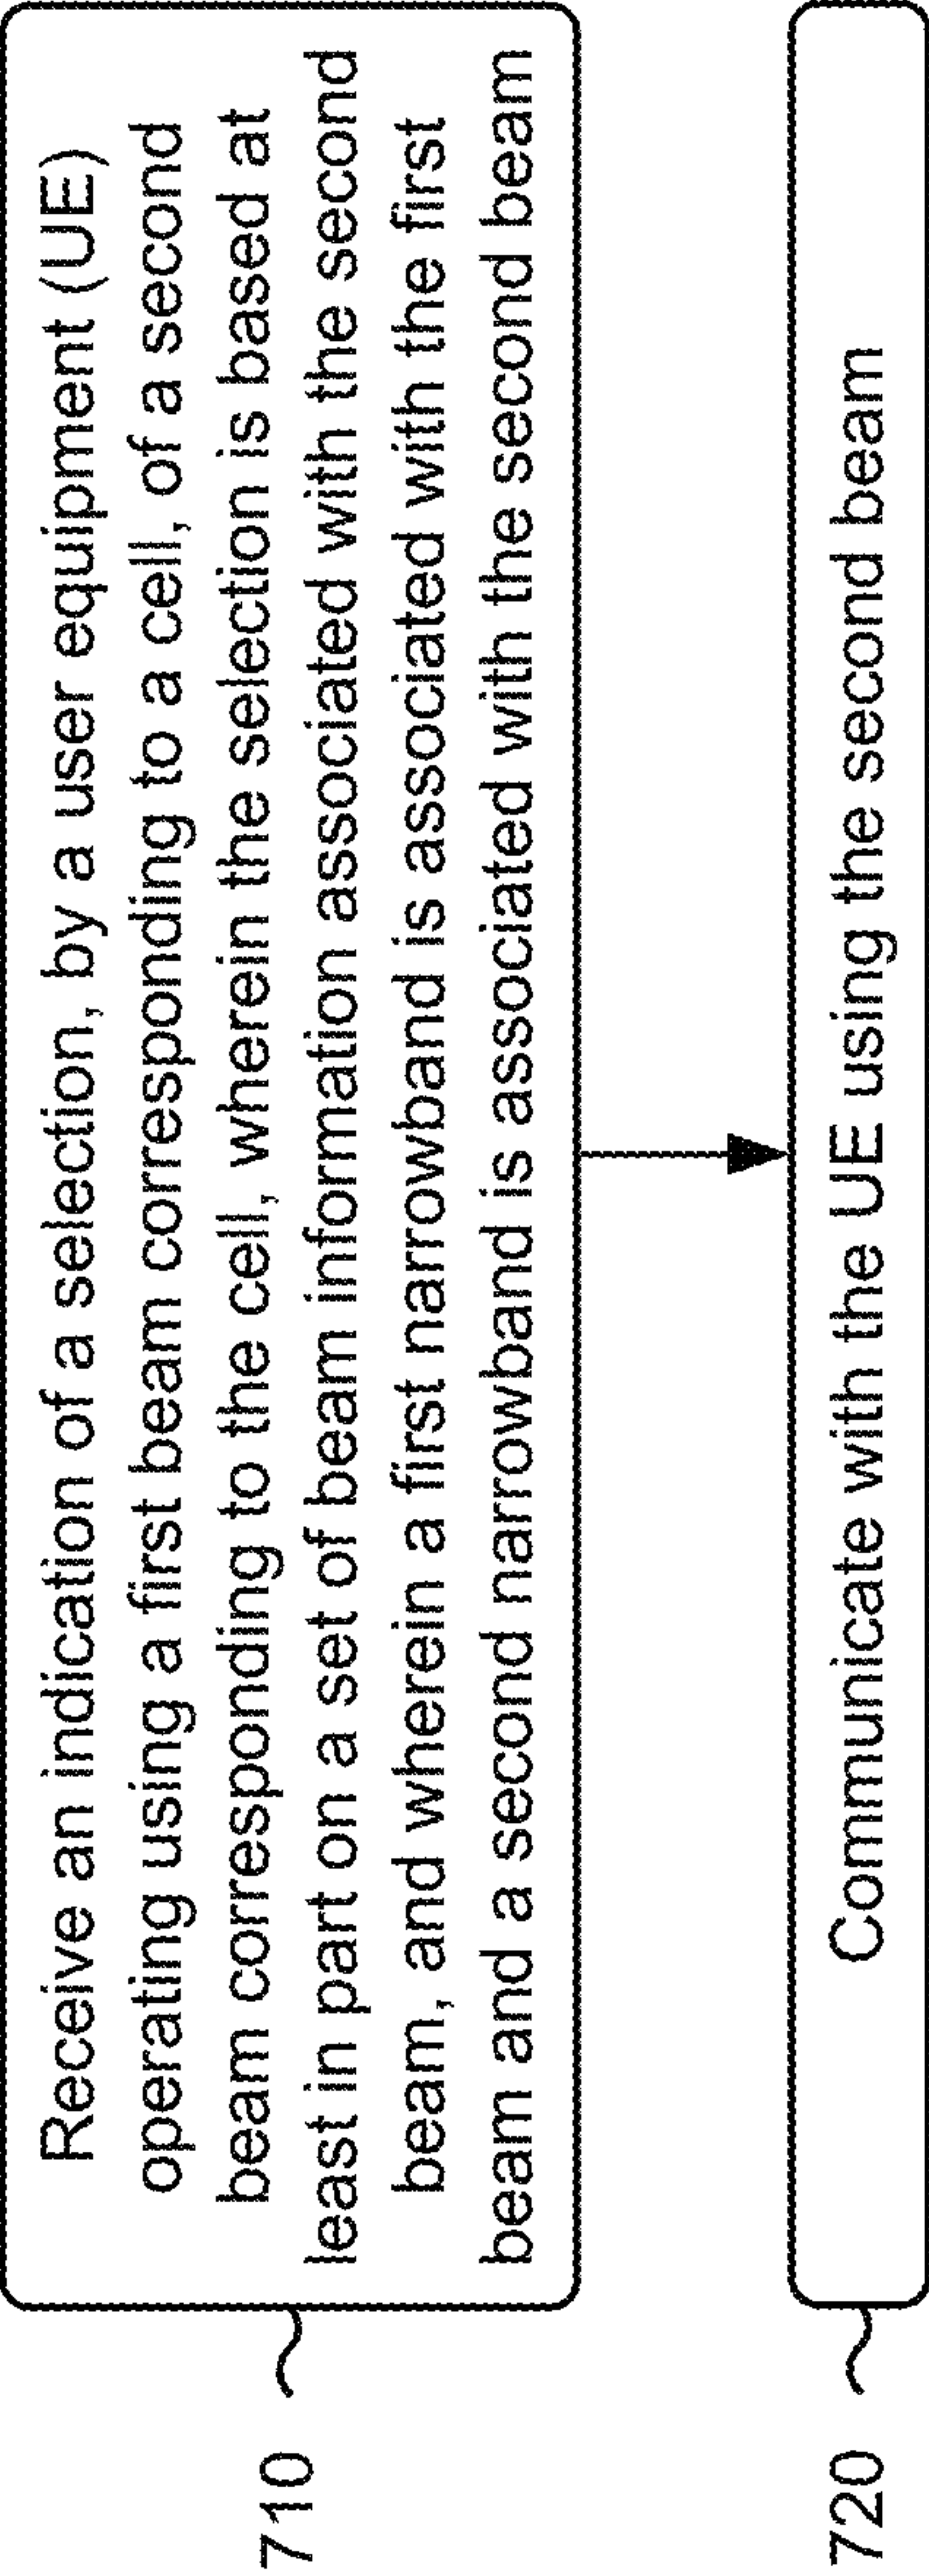 710
Receive an indication of a selection, by a user equipment (UE)
operating using a first beam corresponding to a cell, of a second
beam corresponding to the cell, wherein the selection is based at
least in part on a set of beam information associated with the second
beam, and wherein a first narrowband is associated with the first
beam and a second narrowband is associated with the second beam
720
Communicate with the UE using the second beam